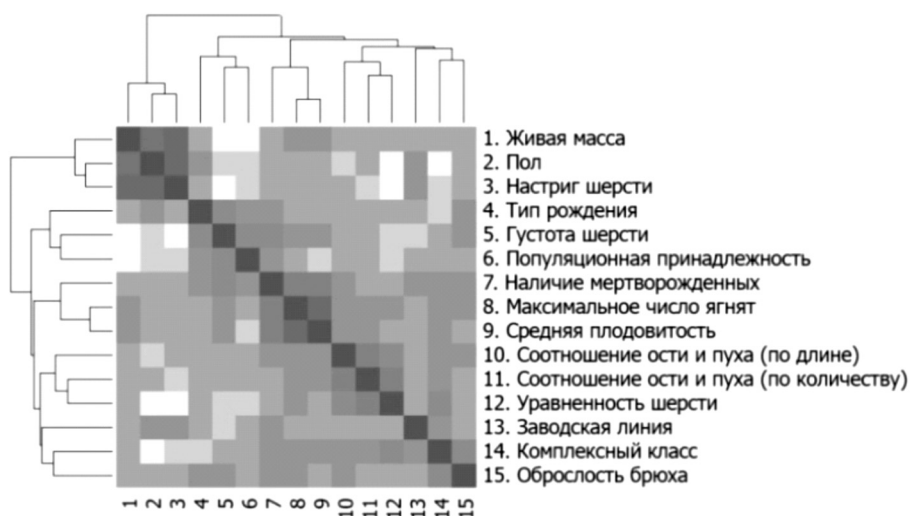 1. Живая масса
2. Пол
3. Настриг шерсти
4. Тип рождения
5. Густота шерсти
6. Популяционная принадлежность
7. Наличие мертворожденных
8. Максимальное число ягнят
9. Средняя плодовитость
10. Соотношение ости и пуха (по длине)
11. Соотношение ости и пуха (по количеству)
12. Уравненность шерсти
13. Заводская линия
14. Комплексный класс
15. Оброслость брюха
1 2 3 4 5 6 7 8 9 10 11 12 13 14 15